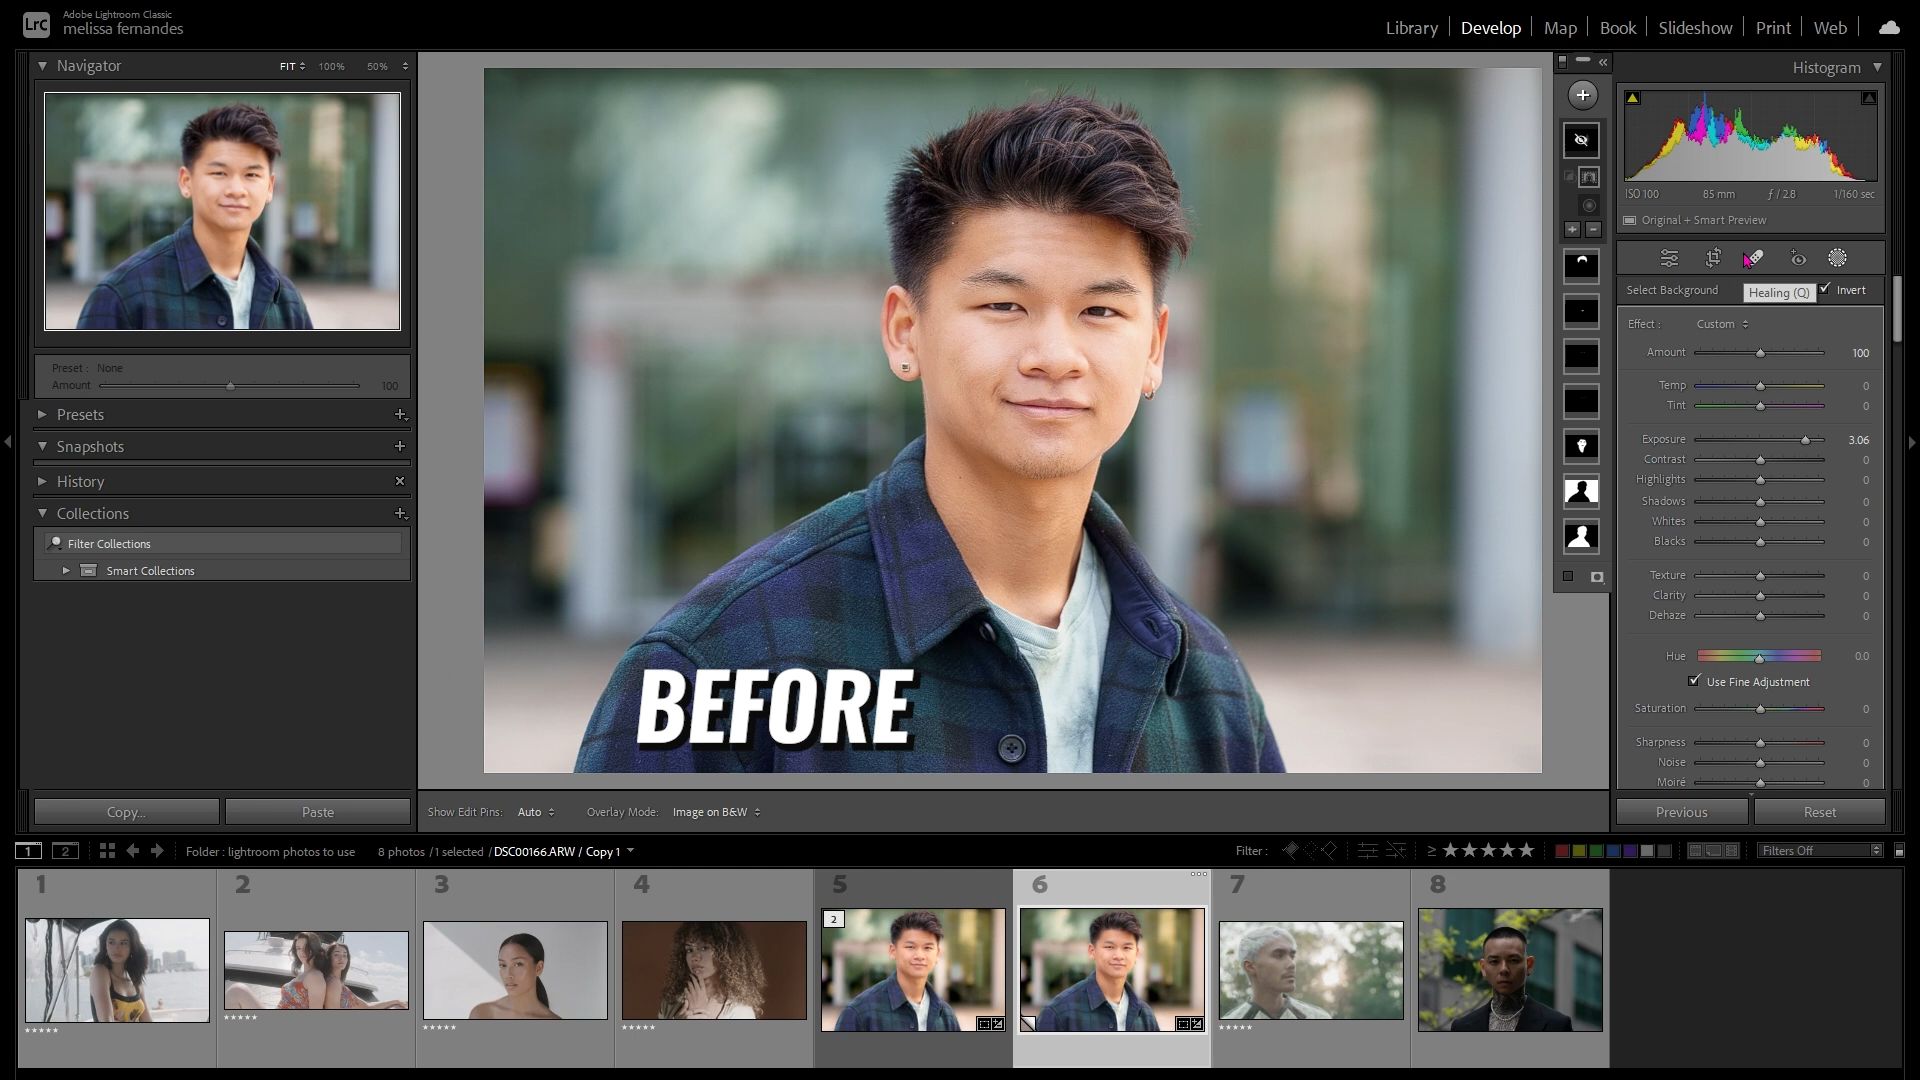 LrC
Adobe Lightroom Classic
melissa fernandes
Library
Develop
Map
Book
Slideshow
Print
Web
Navigator
FIT
100%
50%
Preset : None
Amount
100
Presets
Snapshots
History
Collections
Filter Collections
Smart Collections
Copy...
Paste
BEFORE
Show Edit Pins: Auto
Overlay Mode: Image on B&W
Histogram
ISO 100
85 mm
ƒ / 2.8
1/160 sec
Original + Smart Preview
Select Background
Healing (Q)
Invert
Effect : Custom
Amount 100
Temp 0
Tint 0
Exposure 3.06
Contrast 0
Highlights 0
Shadows 0
Whites 0
Blacks 0
Texture 0
Clarity 0
Dehaze 0
Hue 0.0
Use Fine Adjustment
Saturation 0
Sharpness 0
Noise 0
Moiré 0
Previous
Reset
1
2
Folder : lightroom photos to use
8 photos / 1 selected / DSC00166.ARW / Copy 1
Filter :
≥ ★★★★★
Filters Off
1
2
3
4
5
6
7
8
2